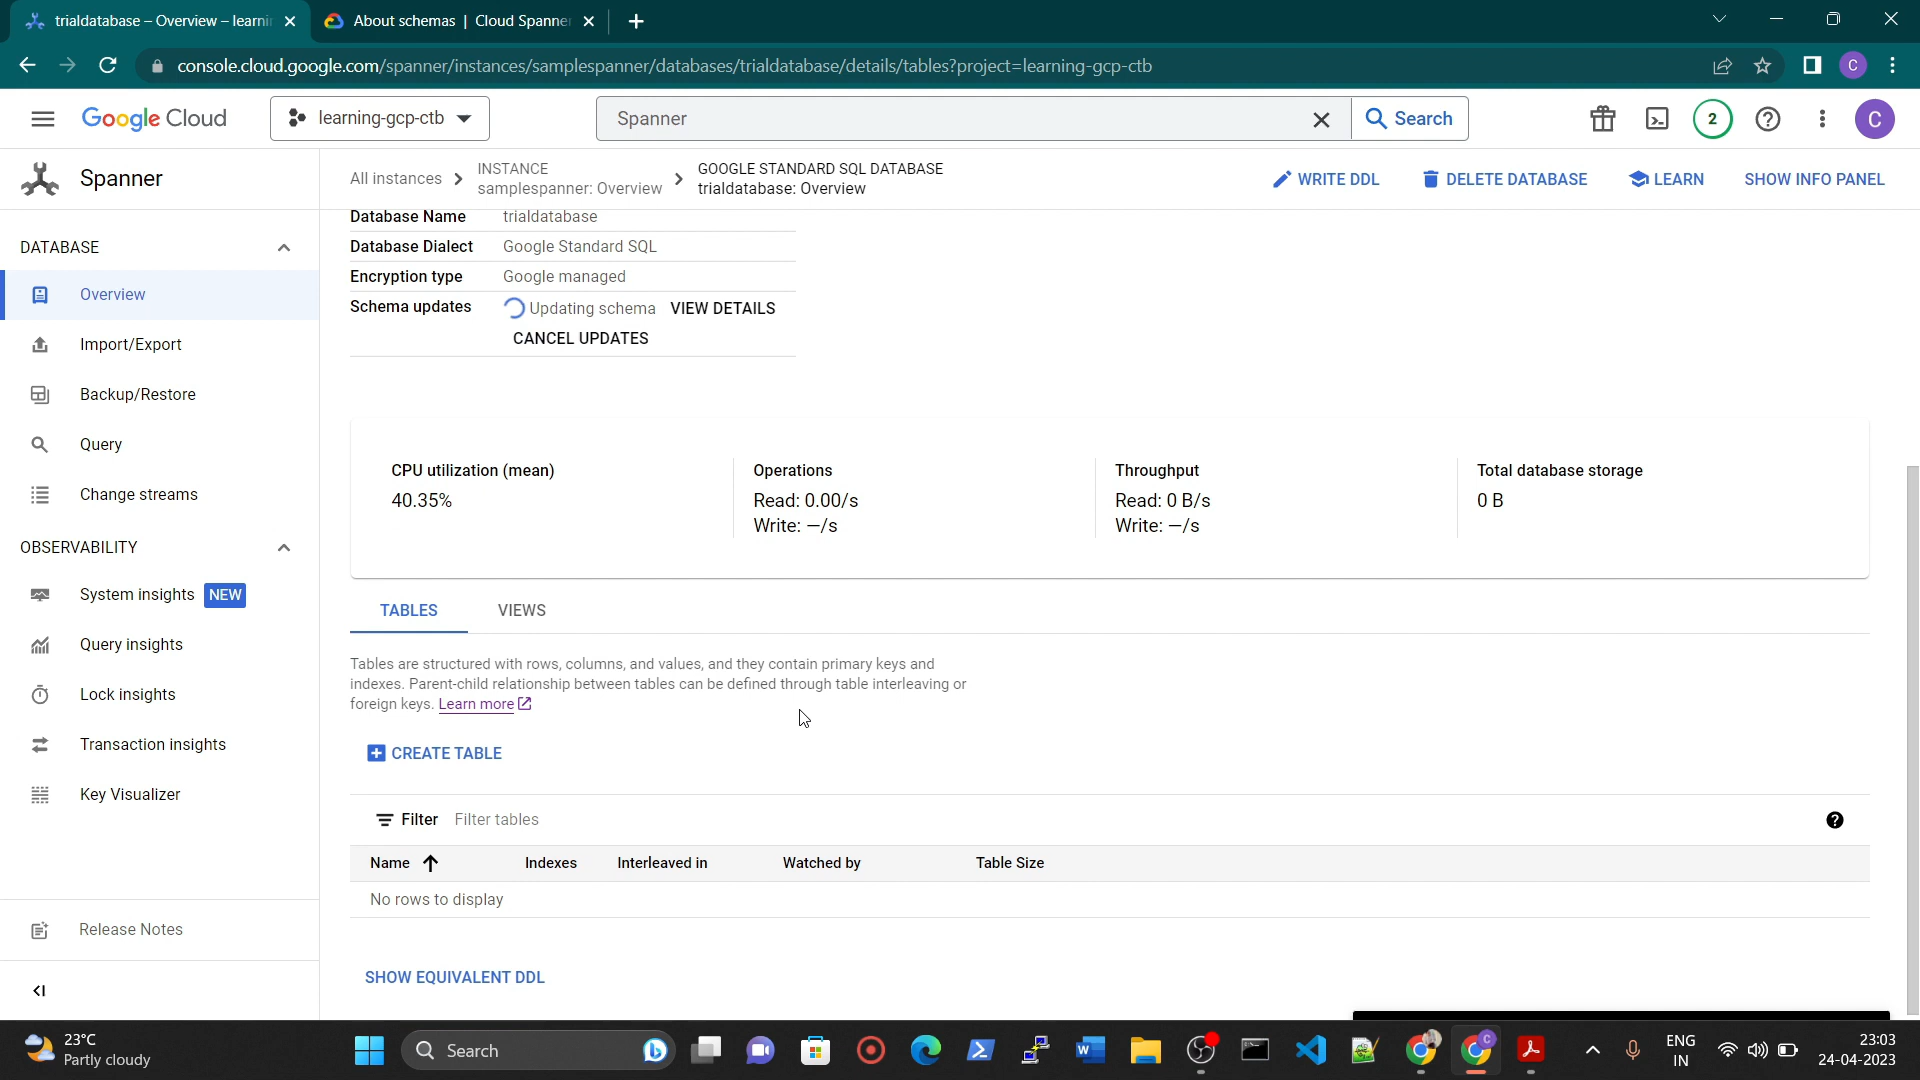 trialdatabase – Overview – learni
About schemas | Cloud Spanner
console.cloud.google.com/spanner/instances/samplespanner/databases/trialdatabase/details/tables?project=learning-gcp-ctb
C
Google Cloud
learning-gcp-ctb
Spanner
Search
2
C
Spanner
All instances
INSTANCE
samplespanner: Overview
GOOGLE STANDARD SQL DATABASE
trialdatabase: Overview
WRITE DDL
DELETE DATABASE
LEARN
SHOW INFO PANEL
DATABASE
Overview
Import/Export
Backup/Restore
Query
Change streams
OBSERVABILITY
System insights NEW
Query insights
Lock insights
Transaction insights
Key Visualizer
Release Notes
Database Name trialdatabase
Database Dialect Google Standard SQL
Encryption type Google managed
Schema updates Updating schema VIEW DETAILS
CANCEL UPDATES
CPU utilization (mean)
40.35%
Operations
Read: 0.00/s
Write: —/s
Throughput
Read: 0 B/s
Write: —/s
Total database storage
0 B
TABLES
VIEWS
Tables are structured with rows, columns, and values, and they contain primary keys and
indexes. Parent-child relationship between tables can be defined through table interleaving or
foreign keys. Learn more
CREATE TABLE
Filter Filter tables
Name Indexes Interleaved in Watched by Table Size
No rows to display
SHOW EQUIVALENT DDL
23°C
Partly cloudy
Search
C
ENG
IN
23:03
24-04-2023